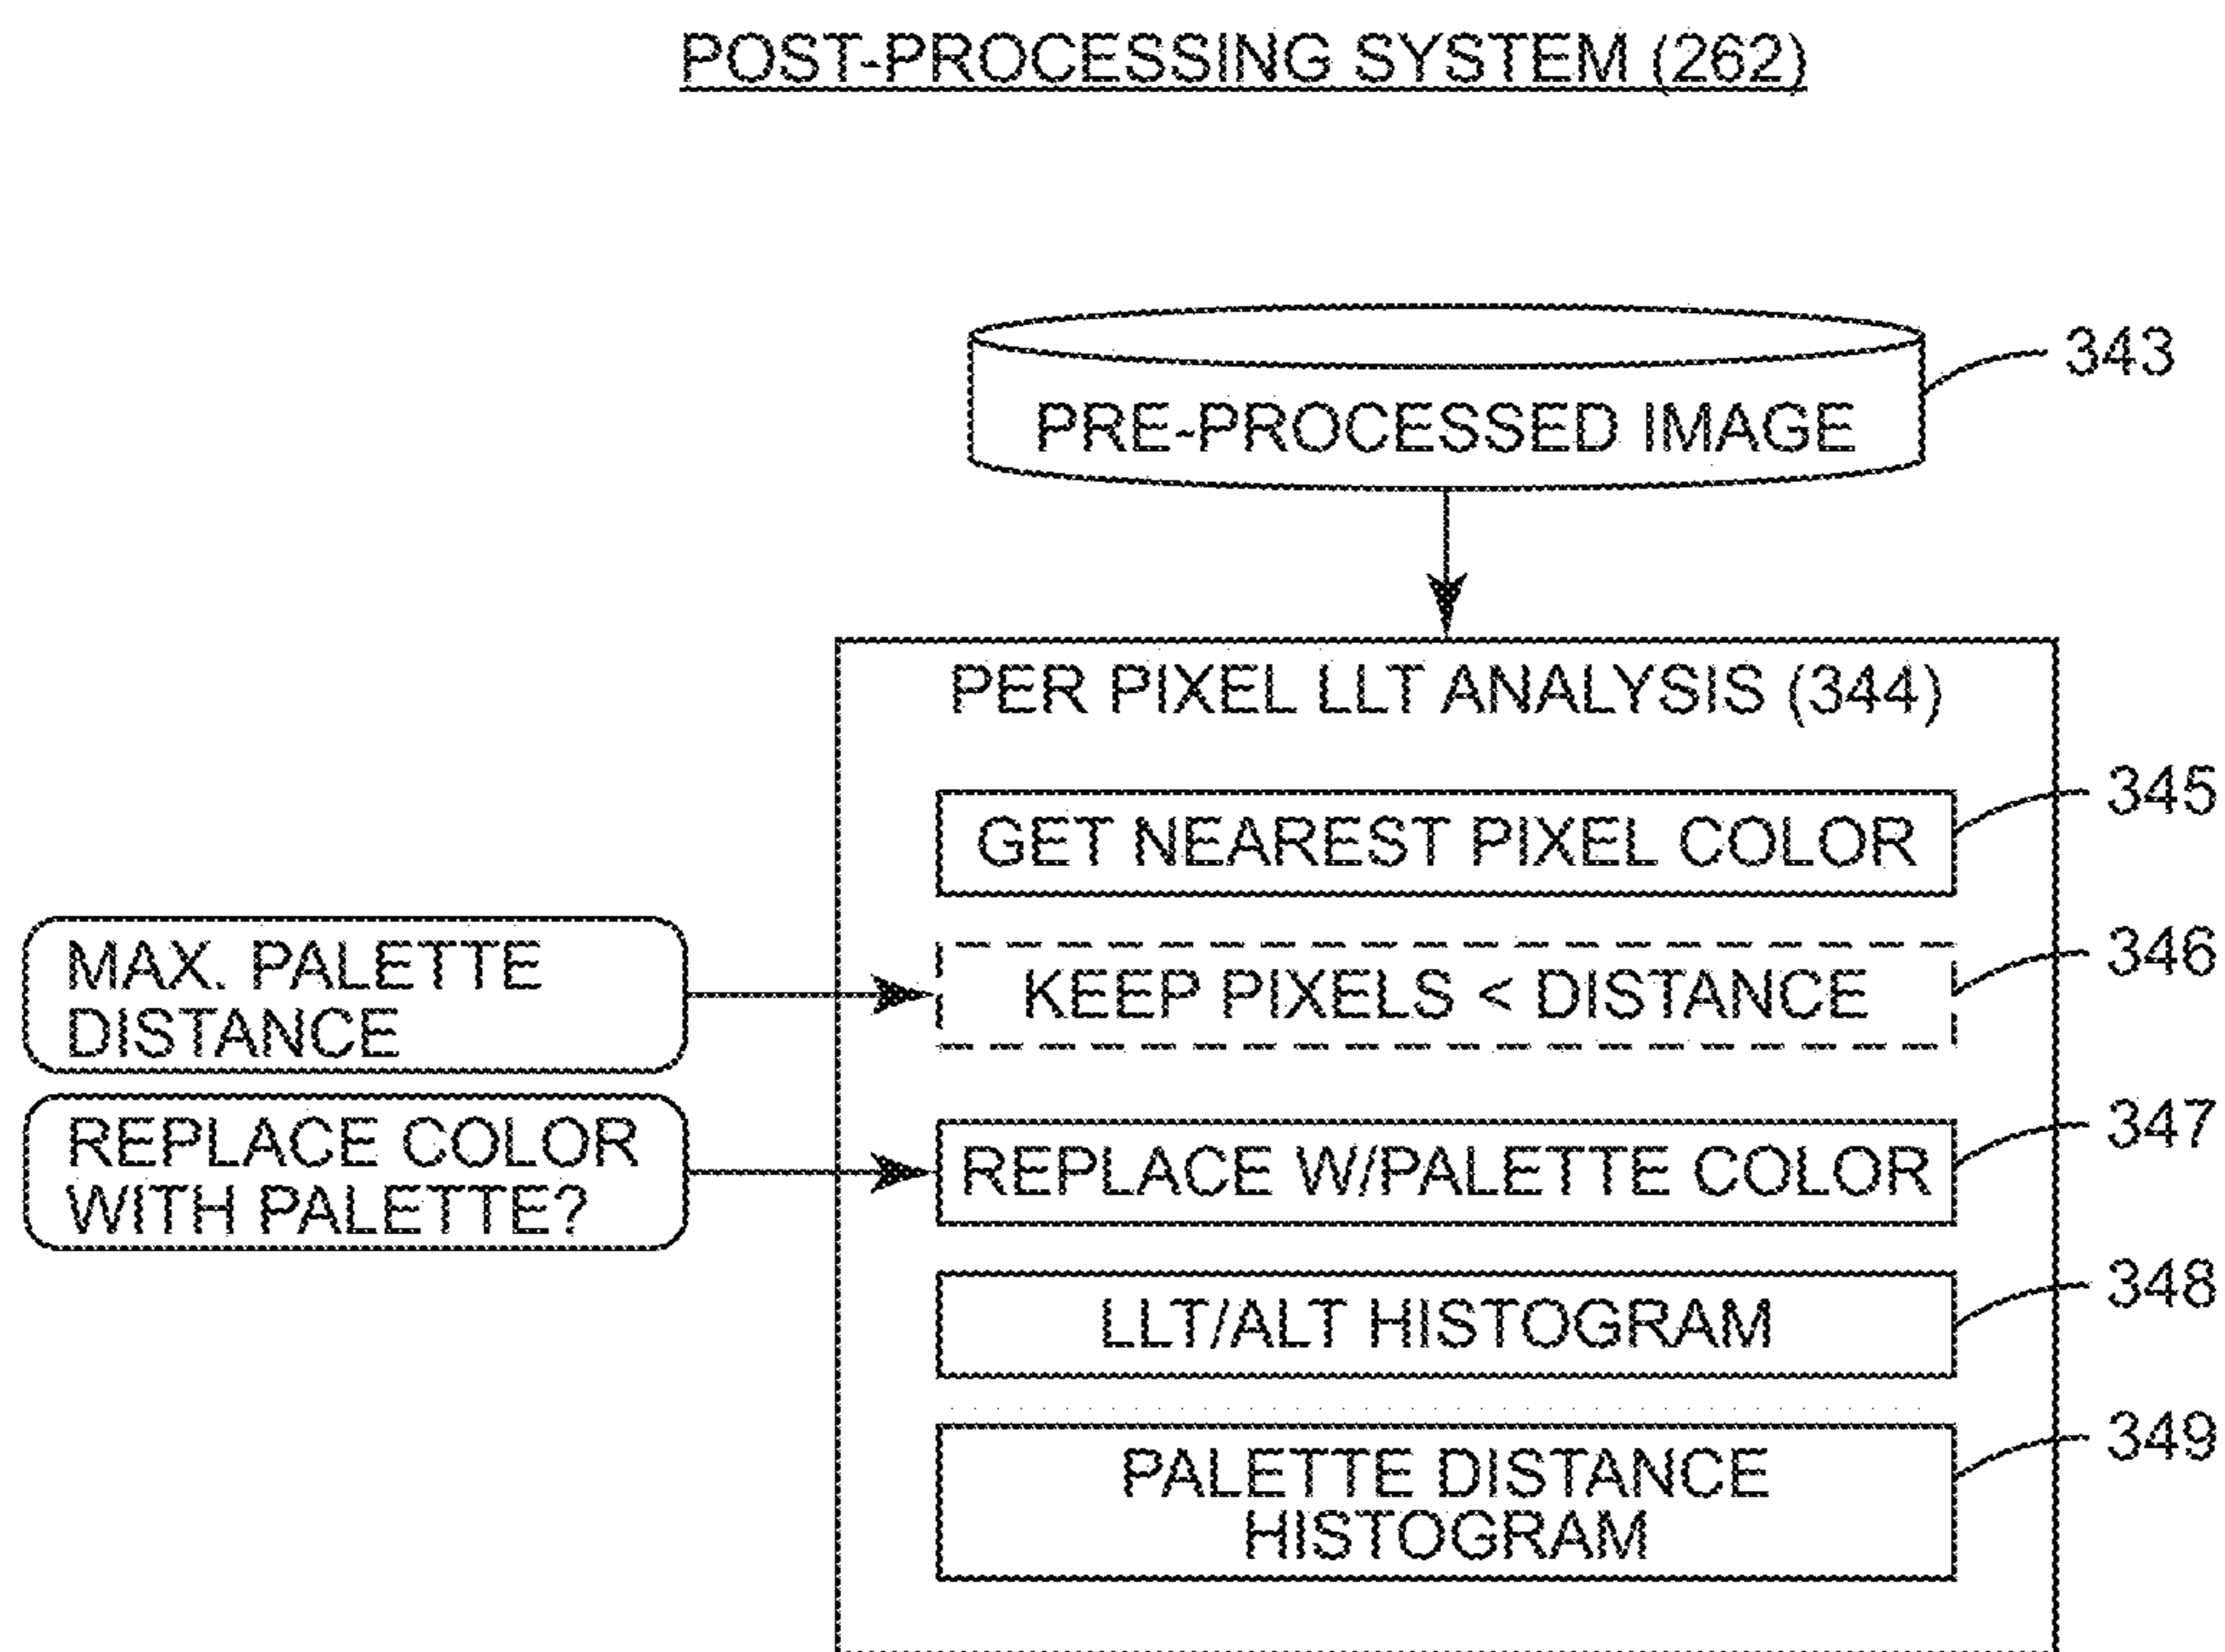 POST-PROCESSING SYSTEM (262)
343
PRE-PROCESSED IMAGE
PER PIXEL LLT ANALYSIS (344)
345
GET NEAREST PIXEL COLOR
346
MAX. PALETTE
DISTANCE
KEEP PIXELS < DISTANCE
347
REPLACE COLOR
WITH PALETTE?
REPLACE W/PALETTE COLOR
348
LLT/ALT HISTOGRAM
349
PALETTE DISTANCE
HISTOGRAM